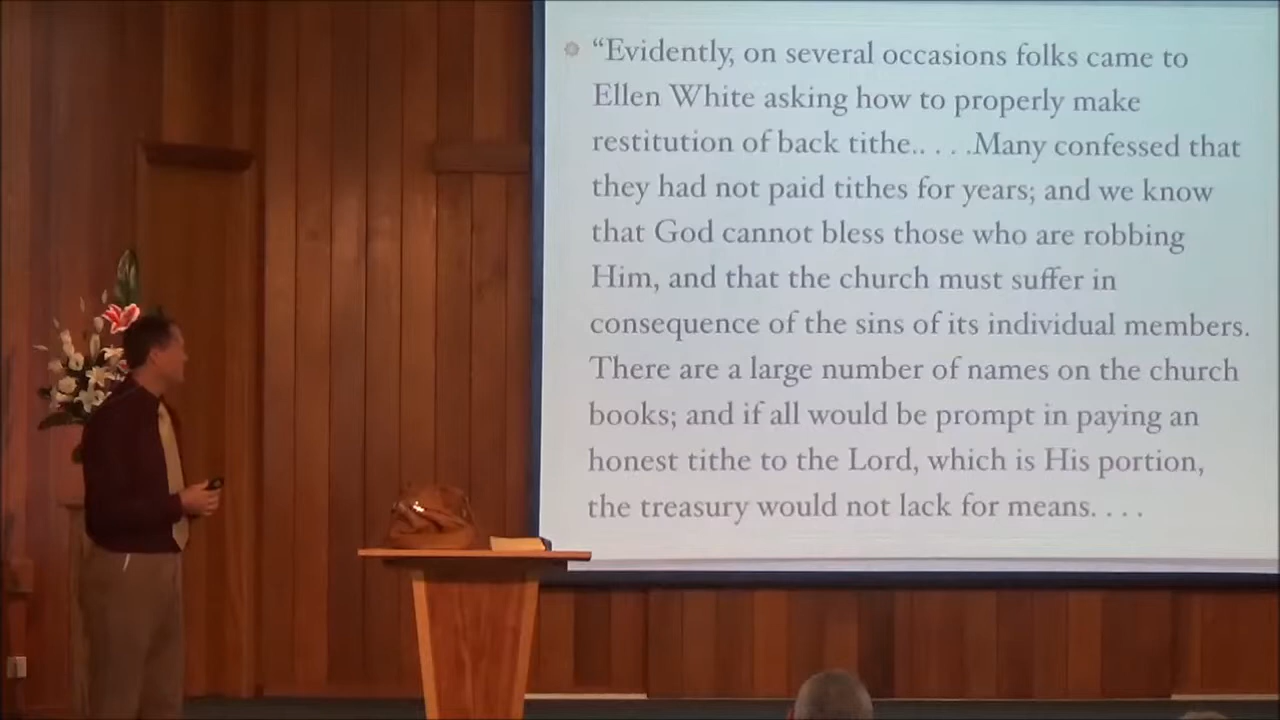 “Evidently, on several occasions folks came to
Ellen White asking how to properly make
restitution of back tithe.. . . .Many confessed that
they had not paid tithes for years; and we know
that God cannot bless those who are robbing
Him, and that the church must suffer in
consequence of the sins of its individual members.
There are a large number of names on the church
books; and if all would be prompt in paying an
honest tithe to the Lord, which is His portion,
the treasury would not lack for means. . . .